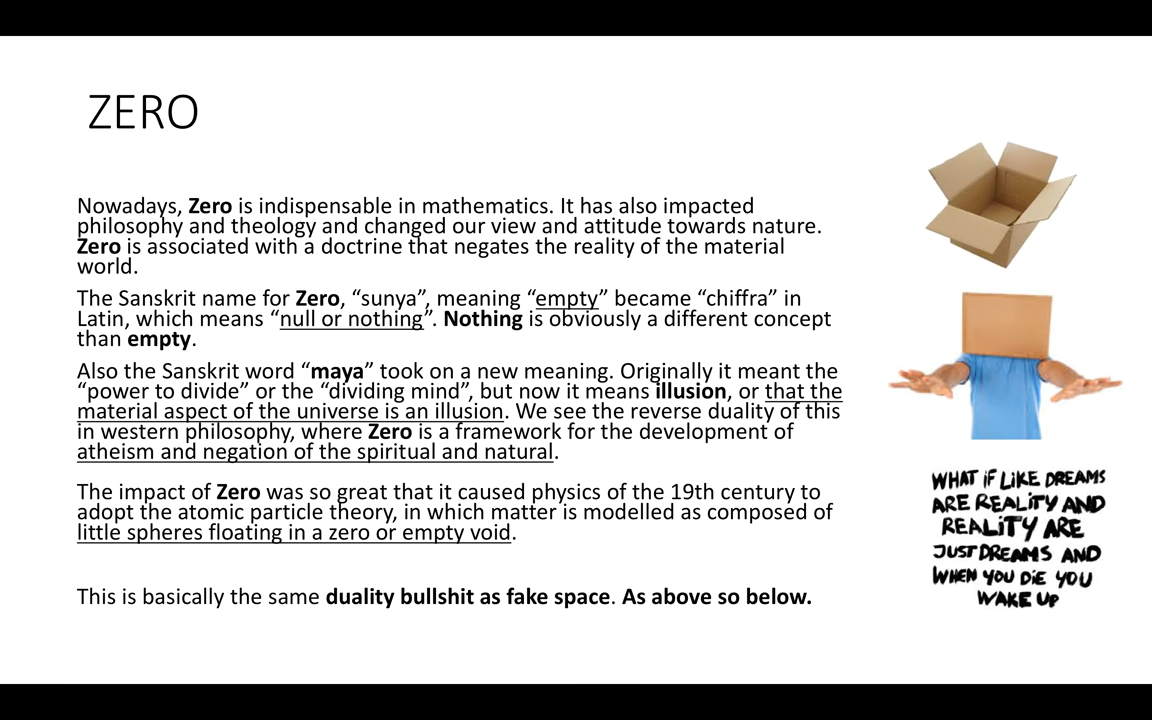 ZERO
Nowadays, Zero is indispensable in mathematics. It has also impacted
philosophy and theology and changed our view and attitude towards nature.
Zero is associated with a doctrine that negates the reality of the material
world.
The Sanskrit name for Zero, “sunya”, meaning “empty” became “chiffra” in
Latin, which means “null or nothing”. Nothing is obviously a different concept
than empty.
Also the Sanskrit word “maya” took on a new meaning. Originally it meant the
“power to divide” or the “dividing mind”, but now it means illusion, or that the
material aspect of the universe is an illusion. We see the reverse duality of this
in western philosophy, where Zero is a framework for the development of
atheism and negation of the spiritual and natural.
The impact of Zero was so great that it caused physics of the 19th century to
adopt the atomic particle theory, in which matter is modelled as composed of
little spheres floating in a zero or empty void.
This is basically the same duality bullshit as fake space. As above so below.
WHAT iF LiKE DREAMS
ARE REALiTY AND
REALiTY ARE
JUST DREAMS AND
WHEN YOU DiE YOU
WAKE UP